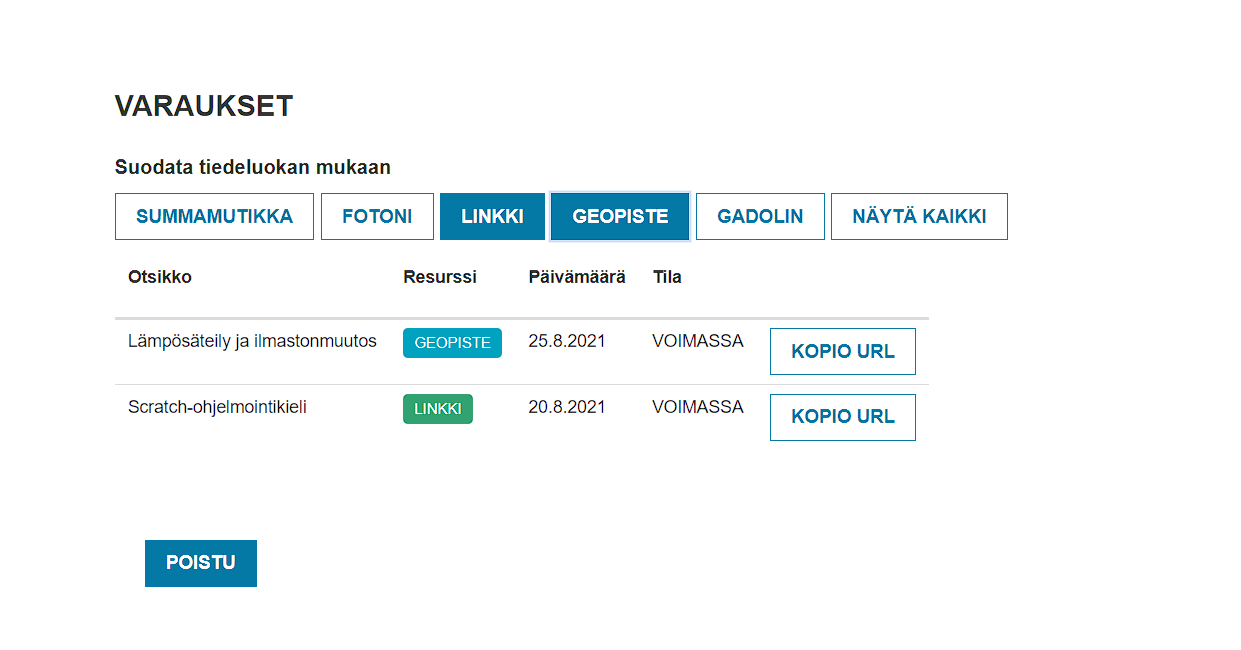 VARAUKSET
Suodata tiedeluokan mukaan
SUMMAMUTIKKA FOTONI LINKKI GEOPISTE GADOLIN NÄYTÄ KAIKKI
Otsikko Resurssi Päivämäärä Tila
Lämpösäteily ja ilmastonmuutos GEOPISTE 25.8.2021 VOIMASSA KOPIO URL
Scratch-ohjelmointikieli LINKKI 20.8.2021 VOIMASSA KOPIO URL
POISTU